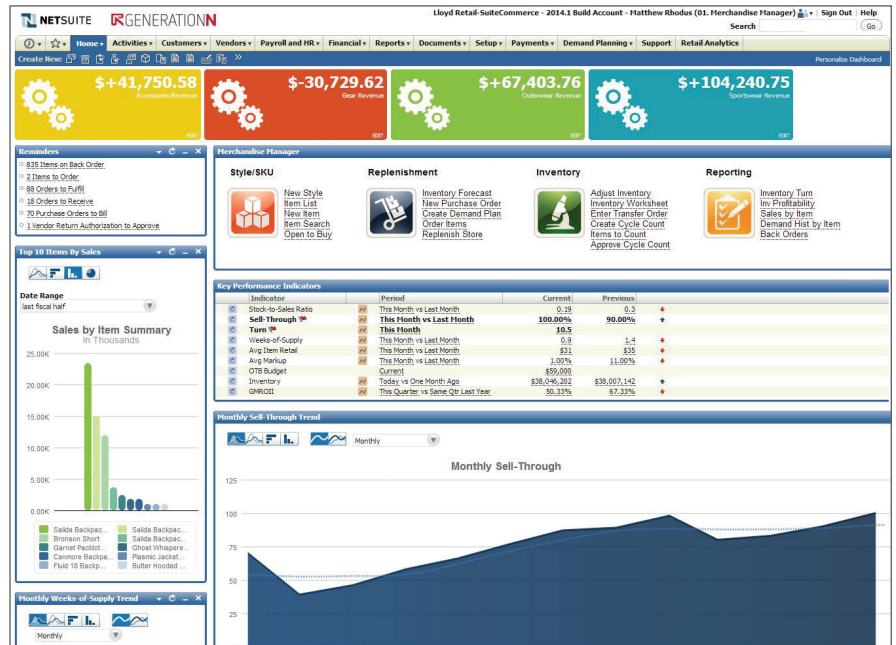 NETSUITE RGENERATIONN
Lloyd Retail-SuiteCommerce - 2014.1 Build Account - Matthew Rhodus (01. Merchandise Manager) Sign Out Help
Search Go
Home Activities Customers Vendors Payroll and HR Financial Reports Documents Setup Payments Demand Planning Support Retail Analytics
Create New: Personalize Dashboard
$+41,750.58
Accessories Revenue
EDIT
$-30,729.62
Gear Revenue
EDIT
$+67,403.76
Outerwear Revenue
EDIT
$+104,240.75
Sportswear Revenue
EDIT
Reminders
835 Items on Back Order
2 Items to Order
88 Orders to Fulfill
18 Orders to Receive
70 Purchase Orders to Bill
1 Vendor Return Authorization to Approve
Merchandise Manager
Style/SKU
New Style
Item List
New Item
Item Search
Open to Buy
Replenishment
Inventory Forecast
New Purchase Order
Create Demand Plan
Order Items
Replenish Store
Inventory
Adjust Inventory
Inventory Worksheet
Enter Transfer Order
Create Cycle Count
Items to Count
Approve Cycle Count
Reporting
Inventory Turn
Inv Profitability
Sales by Item
Demand Hist by Item
Back Orders
Top 10 Items By Sales
Date Range
last fiscal half
Sales by Item Summary
In Thousands
25.00K
20.00K
15.00K
10.00K
5.00K
0.00K
Salida Backpac... Salida Backpac...
Bronson Short Salida Backpac...
Garnet Packtot... Ghost Whispere...
Canmore Backpa... Plasmic Jacket...
Fluid 18 Backp... Butter Hooded ...
Key Performance Indicators
Indicator Period Current Previous
Stock-to-Sales Ratio This Month vs Last Month 0.19 0.3
Sell-Through This Month vs Last Month 100.00% 90.00%
Turn This Month 10.5
Weeks-of-Supply This Month vs Last Month 0.9 1.4
Avg Item Retail This Month vs Last Month $31 $35
Avg Markup This Month vs Last Month 1.00% 11.00%
OTB Budget Current $59,000
Inventory Today vs One Month Ago $38,046,202 $38,007,142
GMROII This Quarter vs Same Qtr Last Year 50.33% 67.33%
Monthly Sell-Through Trend
Monthly
Monthly Sell-Through
125
100
75
50
25
Monthly Weeks-of-Supply Trend
Monthly